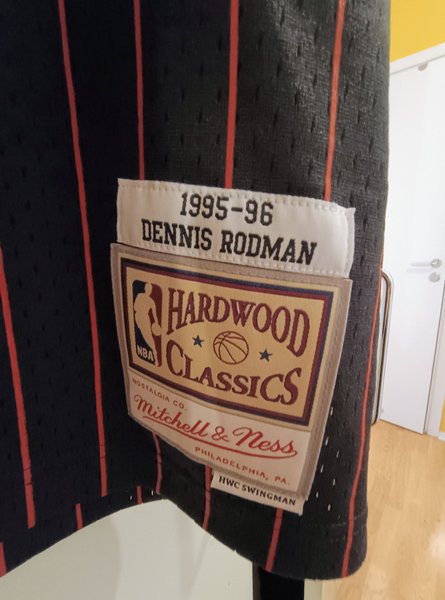 1995-96
DENNIS RODMAN
HARDWOOD
CLASSICS
NBA
NOSTALGIA CO.
Mitchell & Ness
PHILADELPHIA, PA.
HWC SWINGMAN